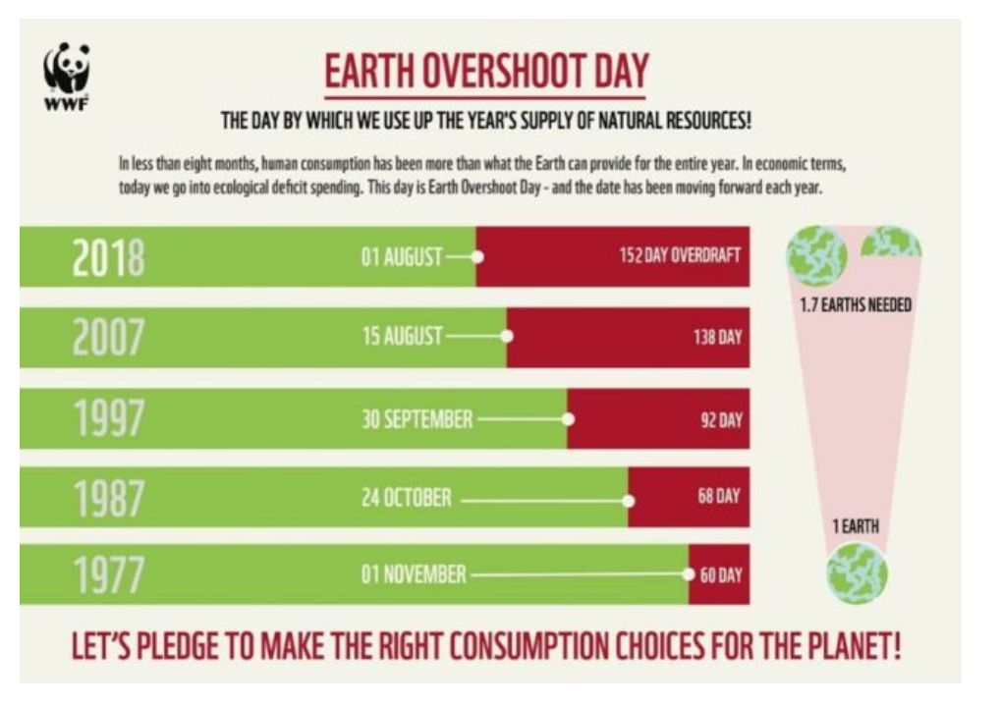 WWF
EARTH OVERSHOOT DAY
THE DAY BY WHICH WE USE UP THE YEAR'S SUPPLY OF NATURAL RESOURCES!
In less than eight months, human consumption has been more than what the Earth can provide for the entire year. In economic terms,
today we go into ecological deficit spending. This day is Earth Overshoot Day - and the date has been moving forward each year.
2018 01 AUGUST 152 DAY OVERDRAFT
1.7 EARTHS NEEDED
2007 15 AUGUST 138 DAY
1997 30 SEPTEMBER 92 DAY
1987 24 OCTOBER 68 DAY
1 EARTH
1977 01 NOVEMBER 60 DAY
LET'S PLEDGE TO MAKE THE RIGHT CONSUMPTION CHOICES FOR THE PLANET!